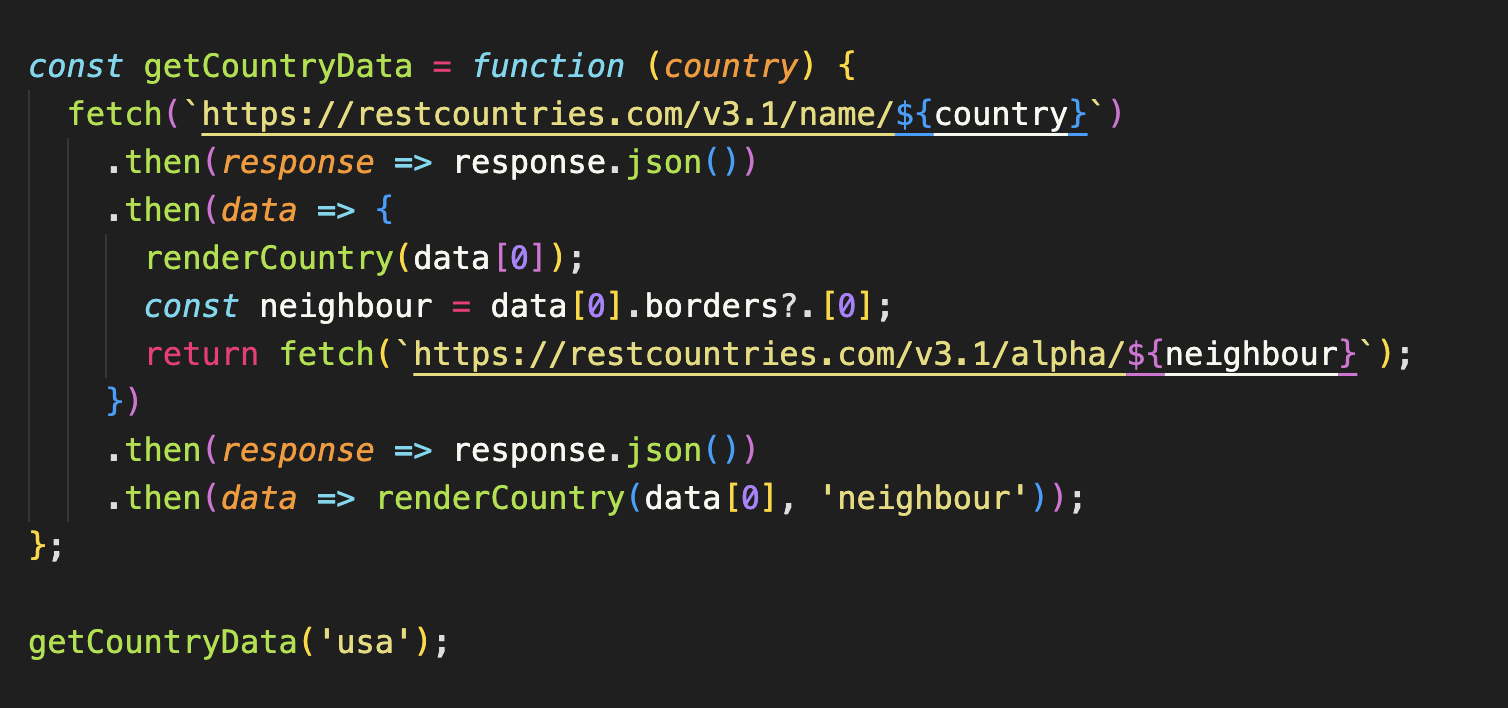 const getCountryData = function (country) {
  fetch(`https://restcountries.com/v3.1/name/${country}`)
    .then(response => response.json())
    .then(data => {
      renderCountry(data[0]);
      const neighbour = data[0].borders?.[0];
      return fetch(`https://restcountries.com/v3.1/alpha/${neighbour}`);
    })
    .then(response => response.json())
    .then(data => renderCountry(data[0], 'neighbour'));
};

getCountryData('usa');